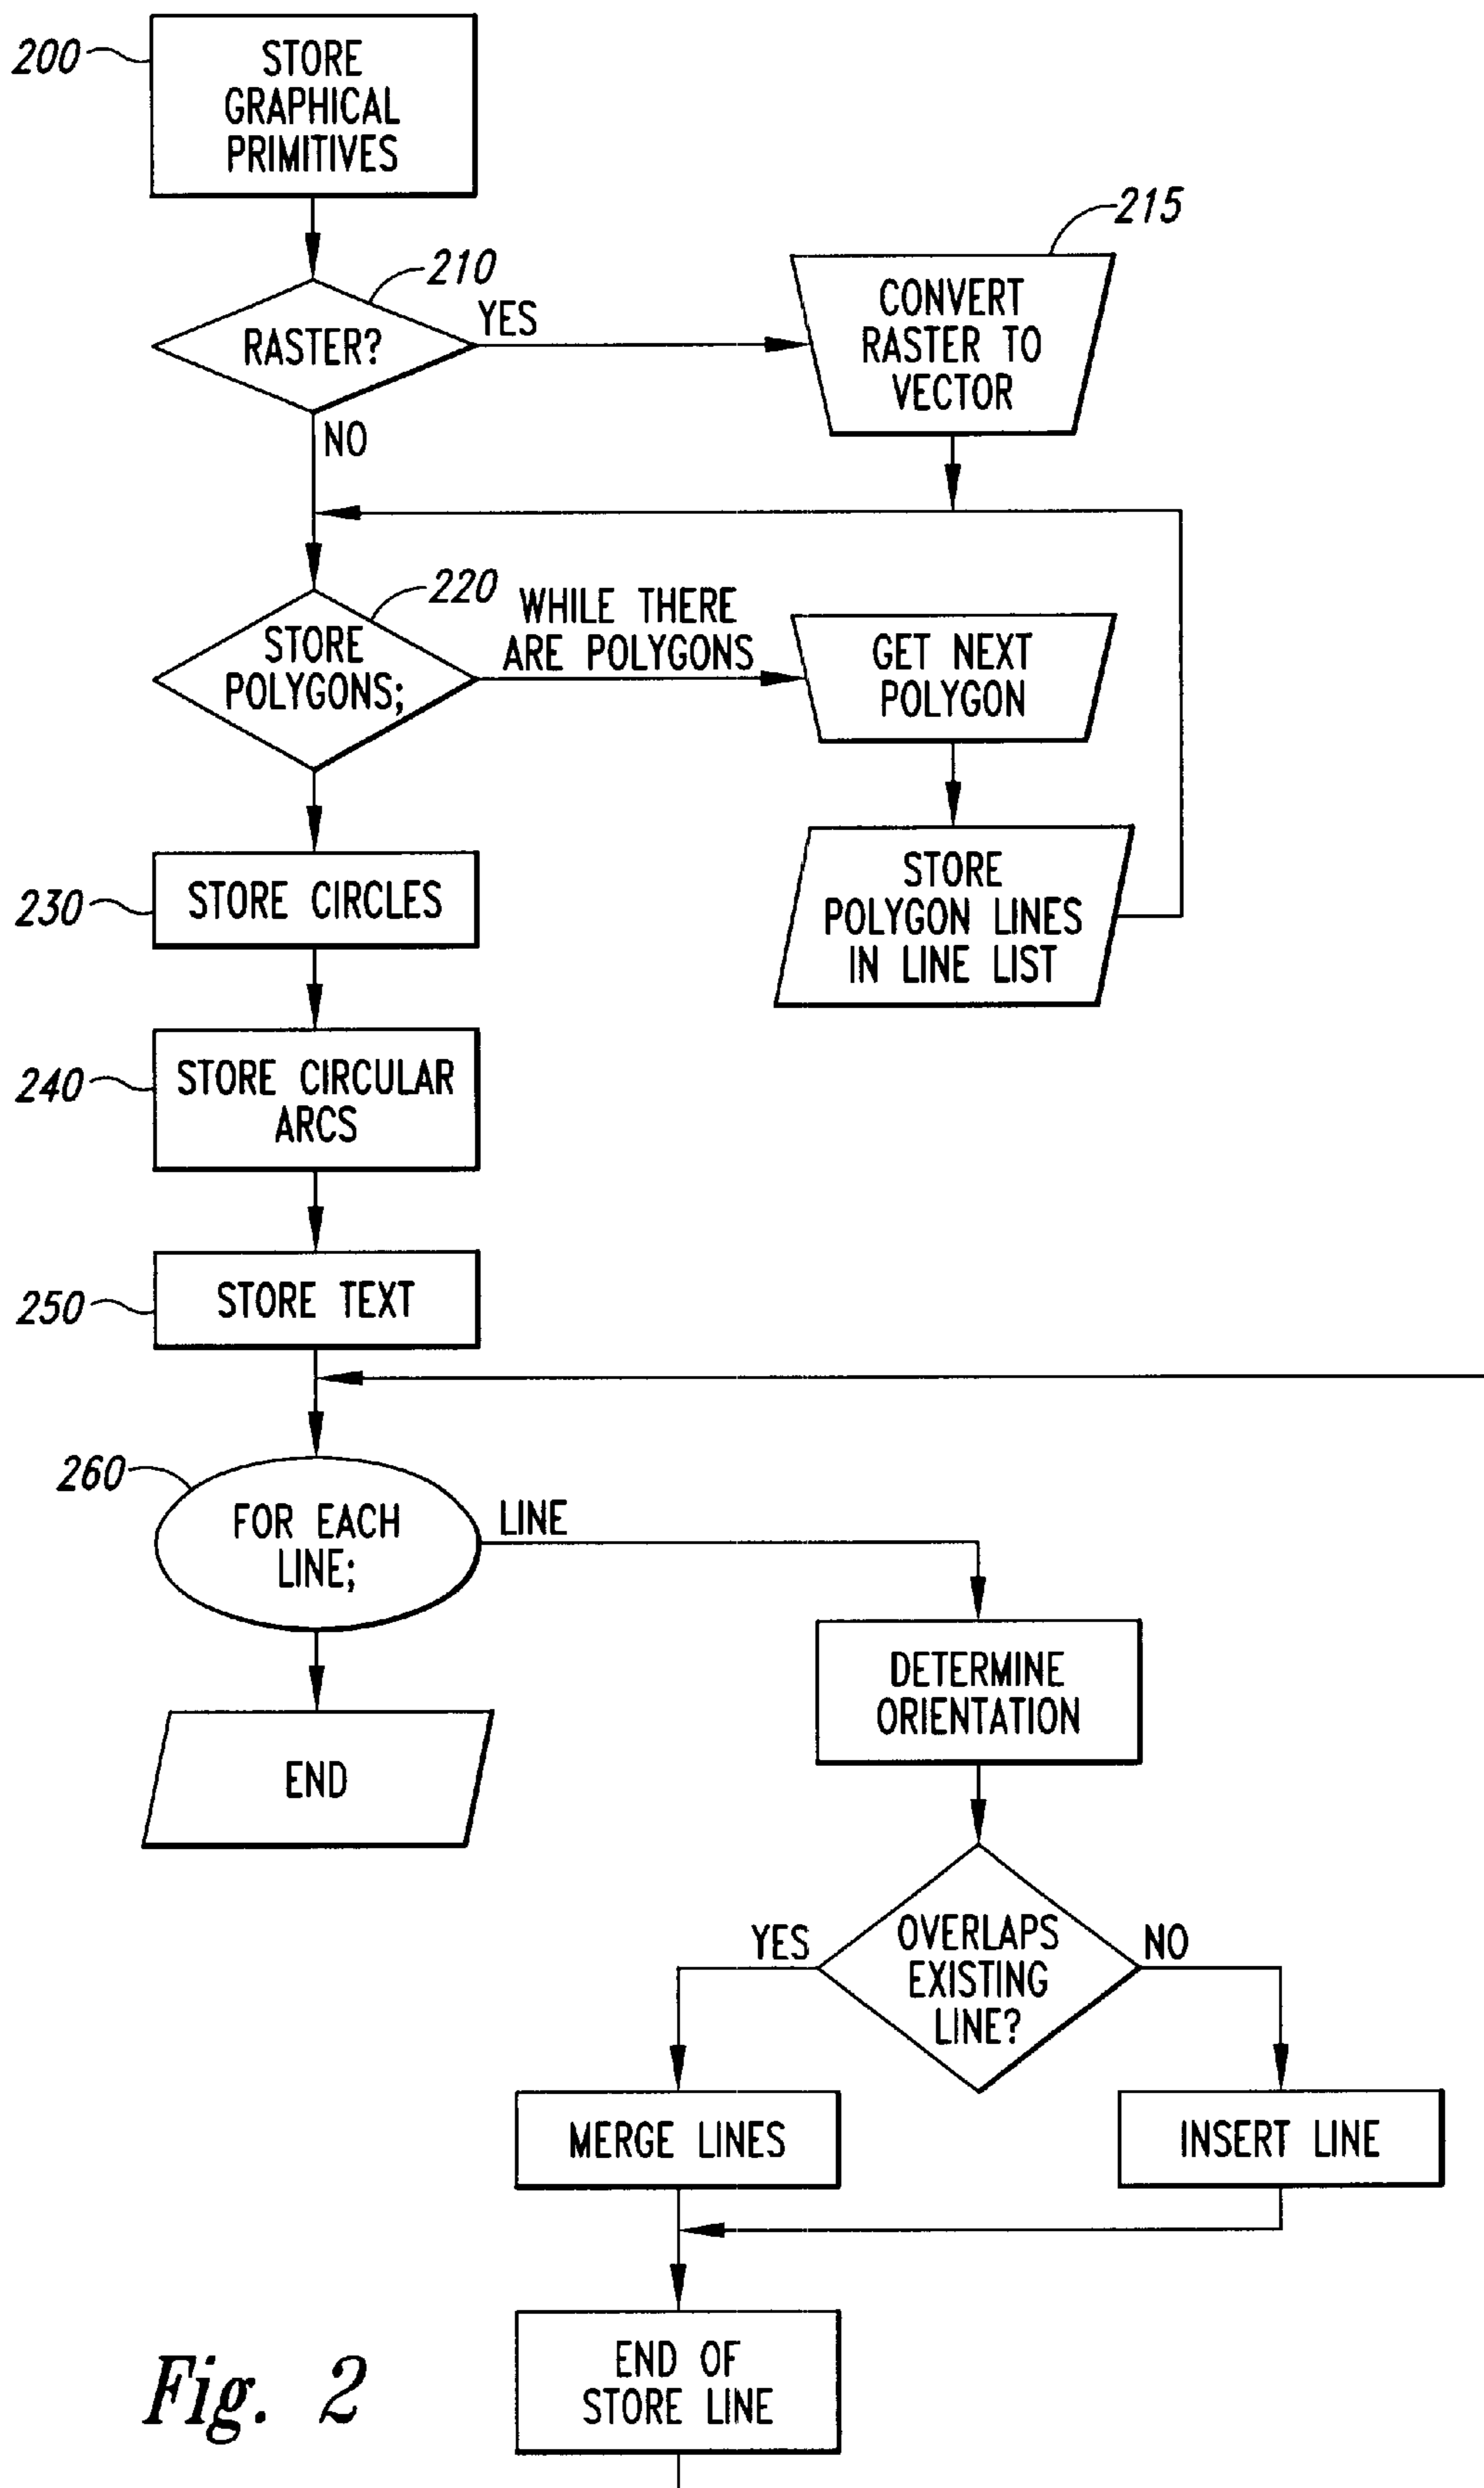 200
STORE
GRAPHICAL
PRIMITIVES
210
RASTER?
YES
NO
215
CONVERT
RASTER TO
VECTOR
220
STORE
POLYGONS;
WHILE THERE
ARE POLYGONS
GET NEXT
POLYGON
STORE
POLYGON LINES
IN LINE LIST
230
STORE CIRCLES
240
STORE CIRCULAR
ARCS
250
STORE TEXT
260
FOR EACH
LINE;
LINE
END
DETERMINE
ORIENTATION
OVERLAPS
EXISTING
LINE?
YES
NO
MERGE LINES
INSERT LINE
END OF
STORE LINE
Fig. 2